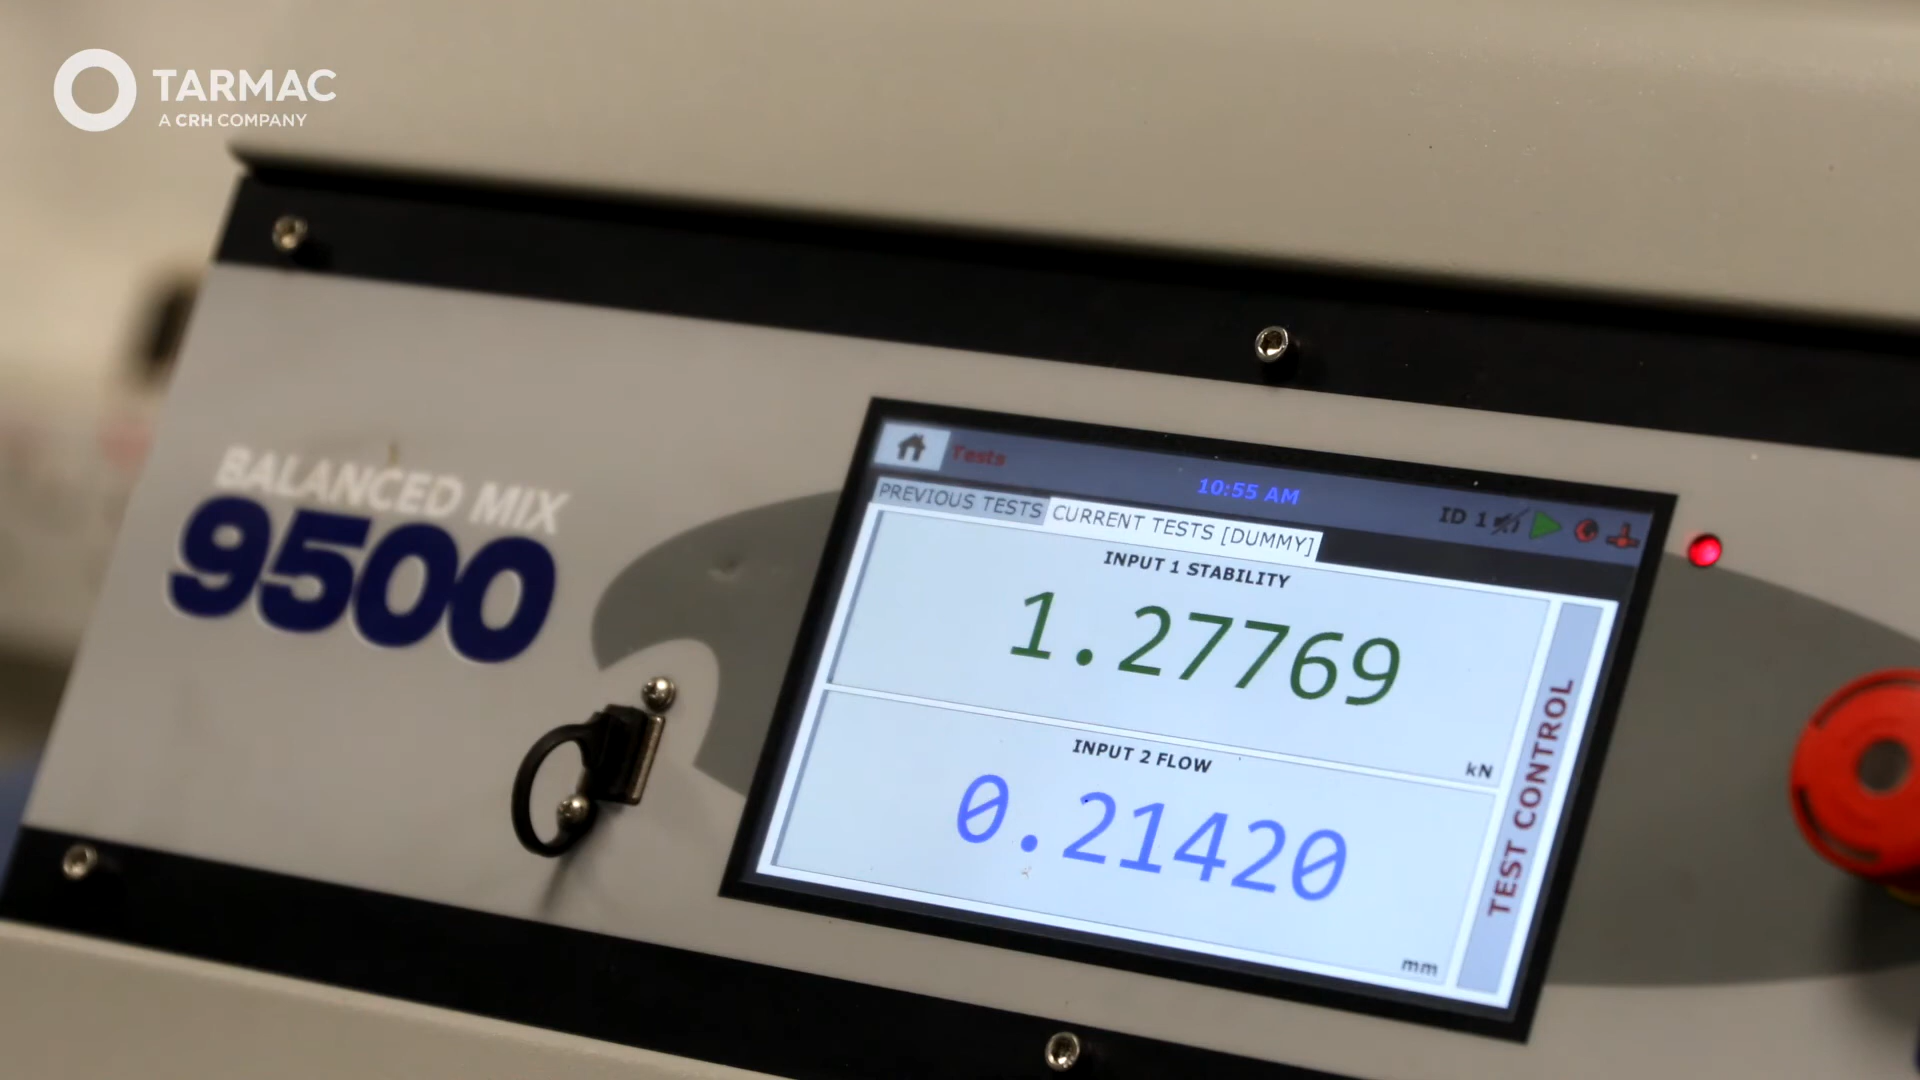 TARMAC
A CRH COMPANY
BALANCED MIX
9500
Tests
10:55 AM
ID 1
PREVIOUS TESTS
CURRENT TESTS [DUMMY]
INPUT 1 STABILITY
1.27769
kN
INPUT 2 FLOW
0.21420
mm
TEST CONTROL